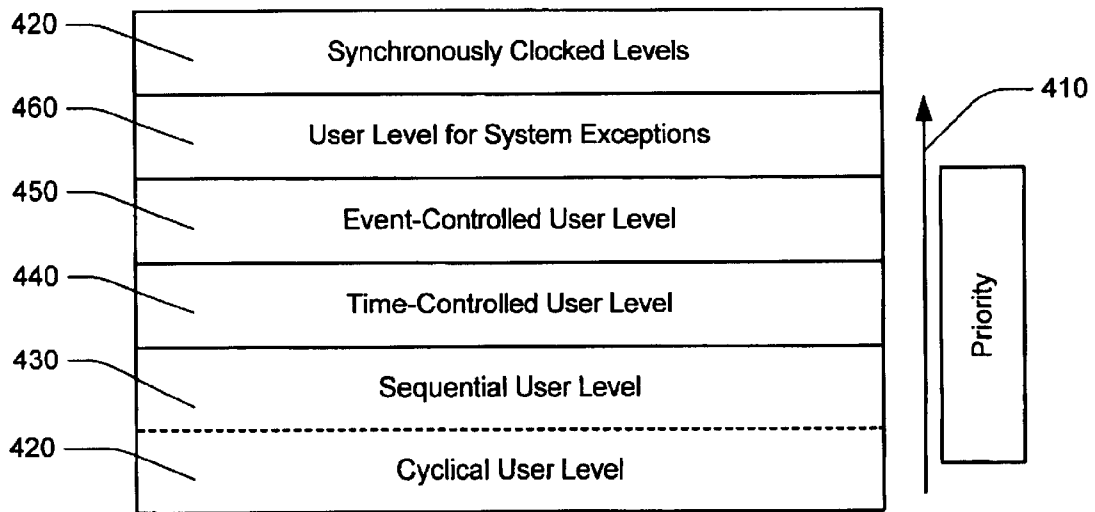 420
Synchronously Clocked Levels
460
User Level for System Exceptions
410
450
Event-Controlled User Level
440
Time-Controlled User Level
Priority
430
Sequential User Level
420
Cyclical User Level